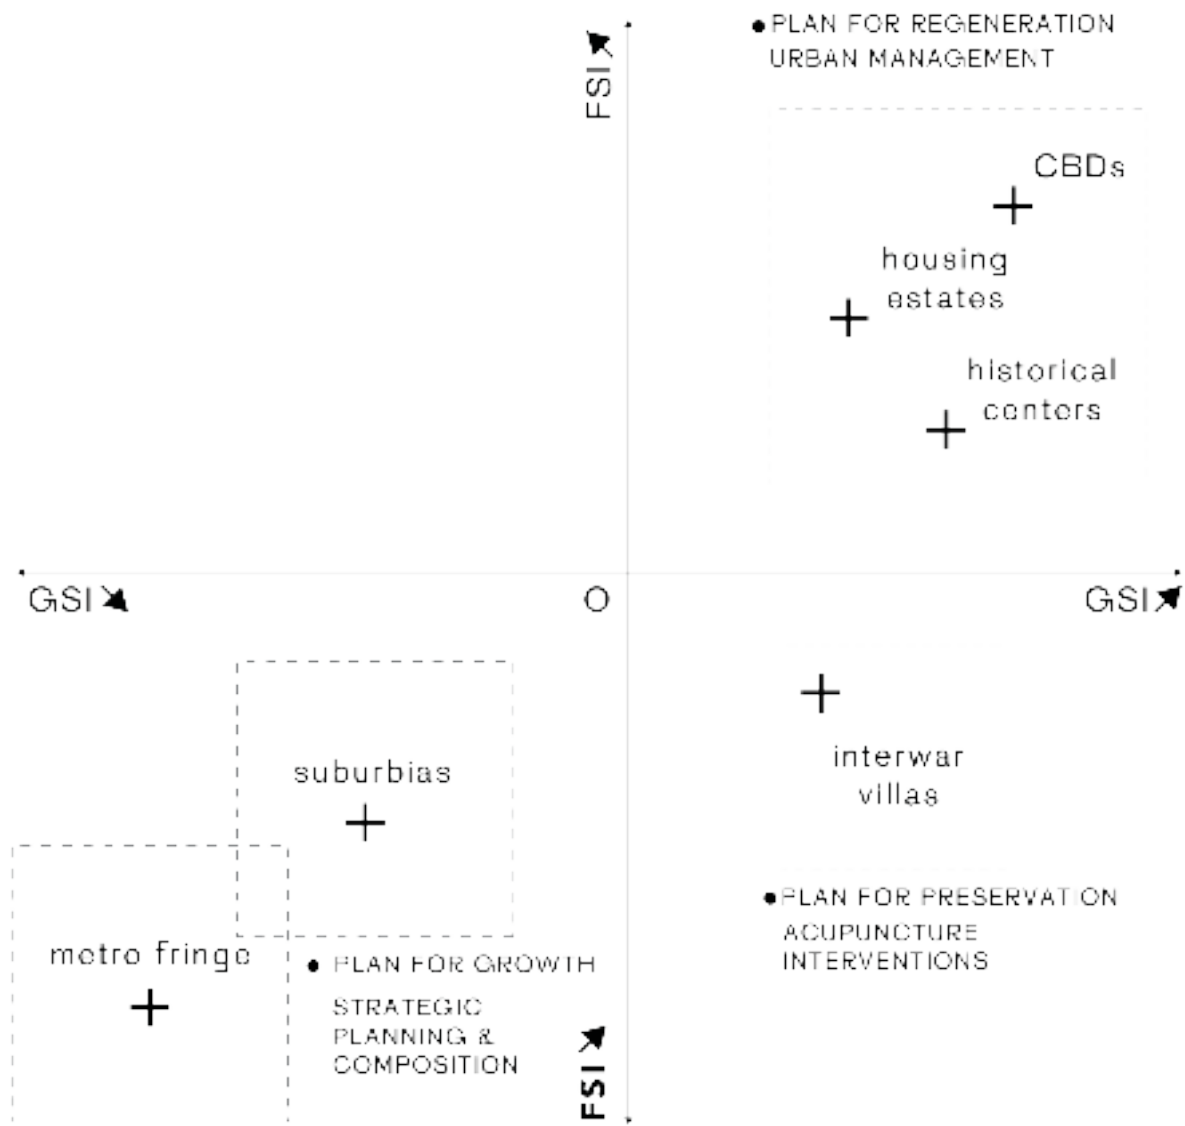 PLAN FOR REGENERATION
URBAN MANAGEMENT
FSI
CBDs
housing
estates
historical
centers
GSI
O
GSI
interwar
villas
suburbias
PLAN FOR PRESERVATION
ACUPUNCTURE
INTERVENTIONS
metro fringe
PLAN FOR GROWTH
STRATEGIC
PLANNING &
COMPOSITION
FSI